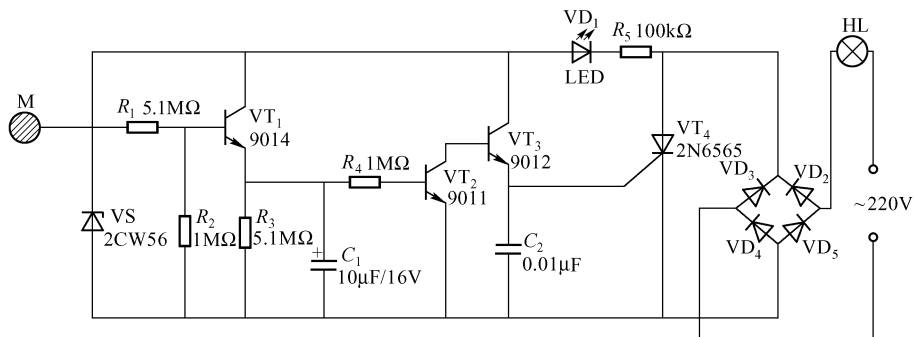 VD₁
R₅ 100kΩ
HL
LED
M
R₁ 5.1MΩ
VT₁
9014
VT₃
9012
VT₄
2N6565
R₄ 1MΩ
VT₂
9011
VD₃
VD₂
~220V
VS
2CW56
R₂
1MΩ
R₃
5.1MΩ
+
C₁
10μF/16V
C₂
0.01μF
VD₄
VD₅